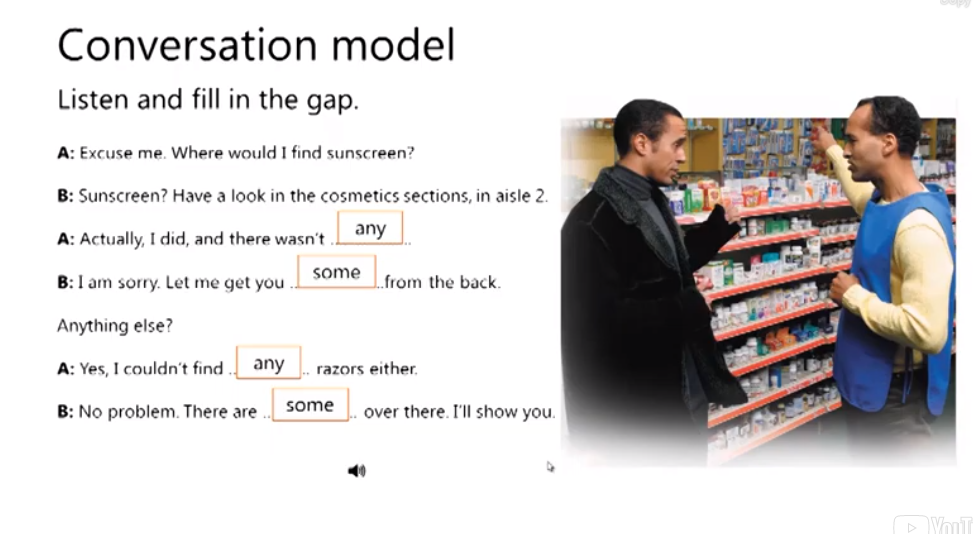 Conversation model
Listen and fill in the gap.
A: Excuse me. Where would I find sunscreen?
B: Sunscreen? Have a look in the cosmetics sections, in aisle 2.
A: Actually, I did, and there wasn't .. any ..
B: I am sorry. Let me get you .. some ..from the back.
Anything else?
A: Yes, I couldn't find .. any .. razors either.
B: No problem. There are .. some .. over there. I'll show you.